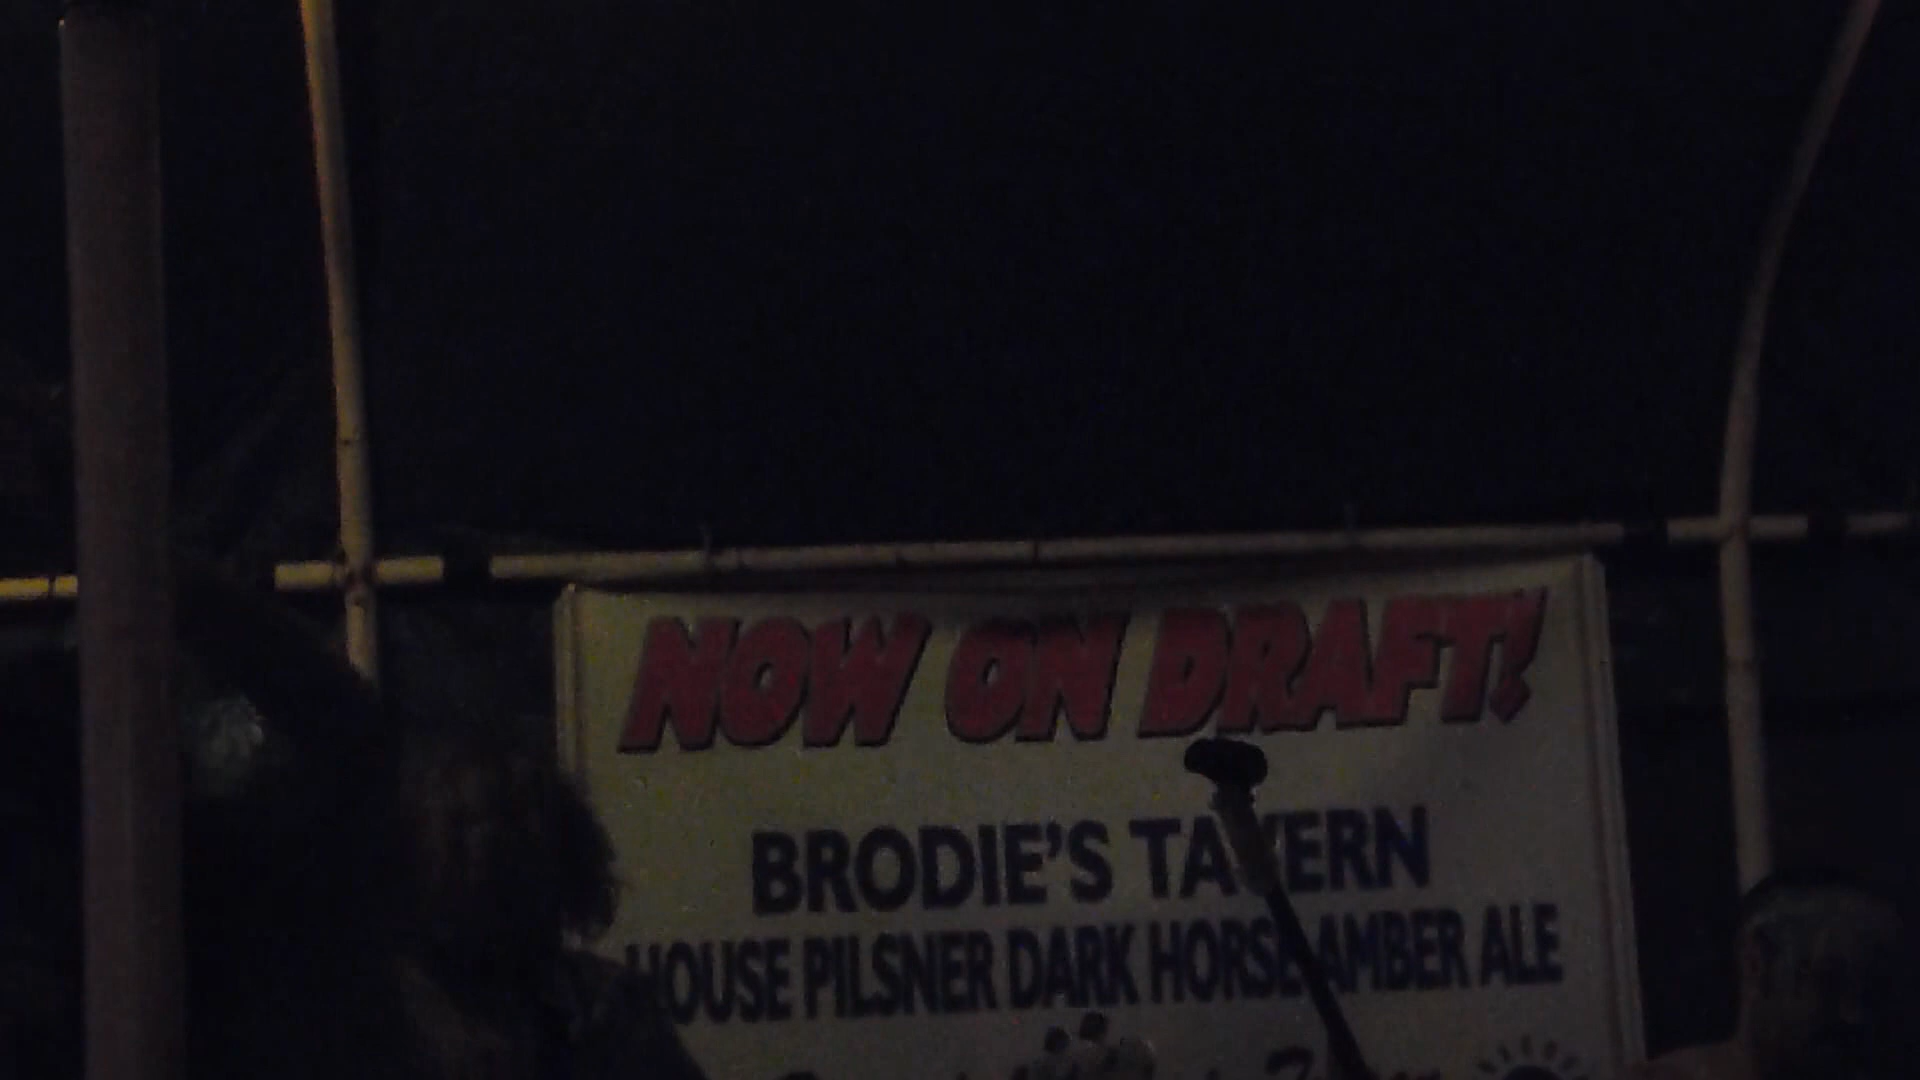 NOW ON DRAFT!
BRODIE'S TAVERN
HOUSE PILSNER DARK HORSE AMBER ALE